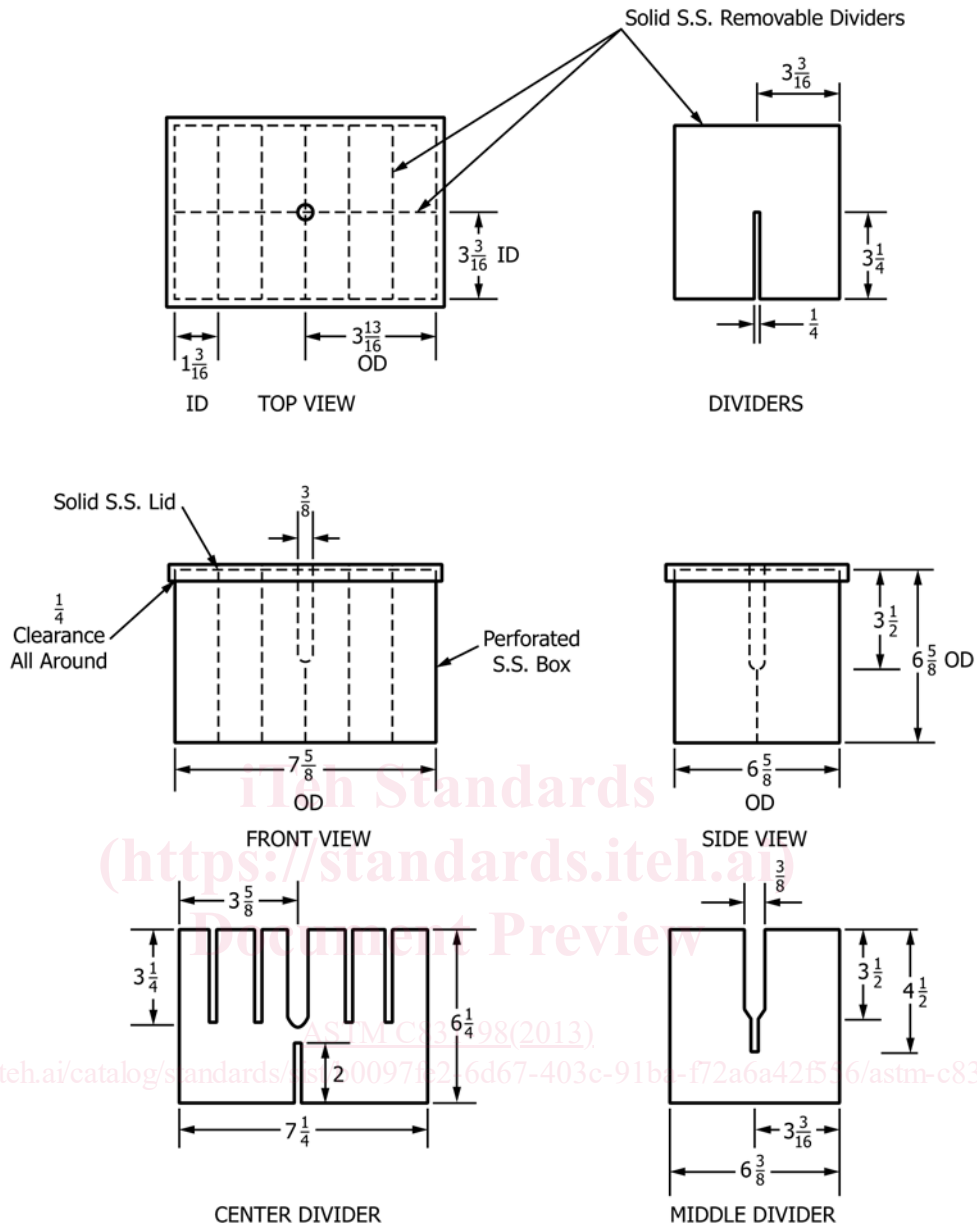 Solid S.S. Removable Dividers
3 3/16
3 3/16 ID
3 1/4
1/4
1 3/16
ID
3 13/16
OD
TOP VIEW
DIVIDERS
Solid S.S. Lid
3/8
1/4
Clearance
All Around
Perforated
S.S. Box
3 1/2
6 5/8 OD
7 5/8
OD
6 5/8
OD
iTeh Standards
FRONT VIEW
SIDE VIEW
(https://standards.iteh.ai)
3/8
3 5/8
Document Preview
3 1/4
6 1/4
3 1/2
4 1/2
2
98(2013)
7 1/4
3 3/16
6 3/8
CENTER DIVIDER
MIDDLE DIVIDER